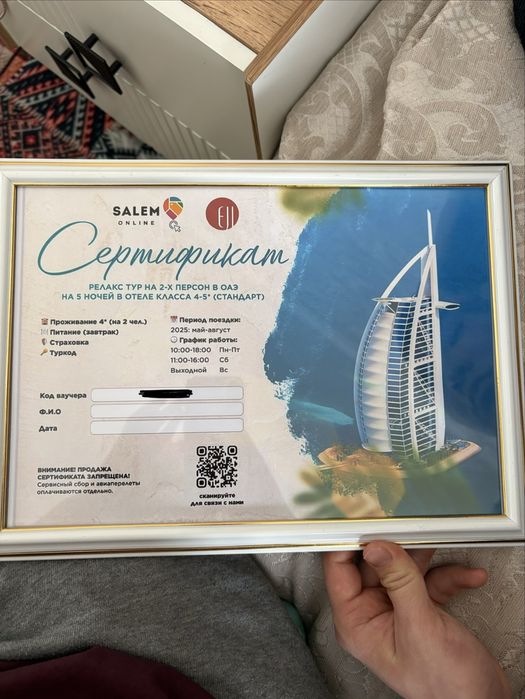 SALEM
ONLINE
Сертификат
РЕЛАКС ТУР НА 2-Х ПЕРСОН В ОАЭ
НА 5 НОЧЕЙ В ОТЕЛЕ КЛАССА 4-5* (СТАНДАРТ)
Проживание 4* (на 2 чел.)
Питание (завтрак)
Страховка
Туркод
Период поездки:
2025: май-август
График работы:
10:00-18:00 Пн-Пт
11:00-16:00 Сб
Выходной Вс
Код ваучера
Ф.И.О
Дата
ВНИМАНИЕ! ПРОДАЖА
СЕРТИФИКАТА ЗАПРЕЩЕНА!
Сервисный сбор и авиаперелеты
оплачиваются отдельно.
сканируйте
для связи с нами